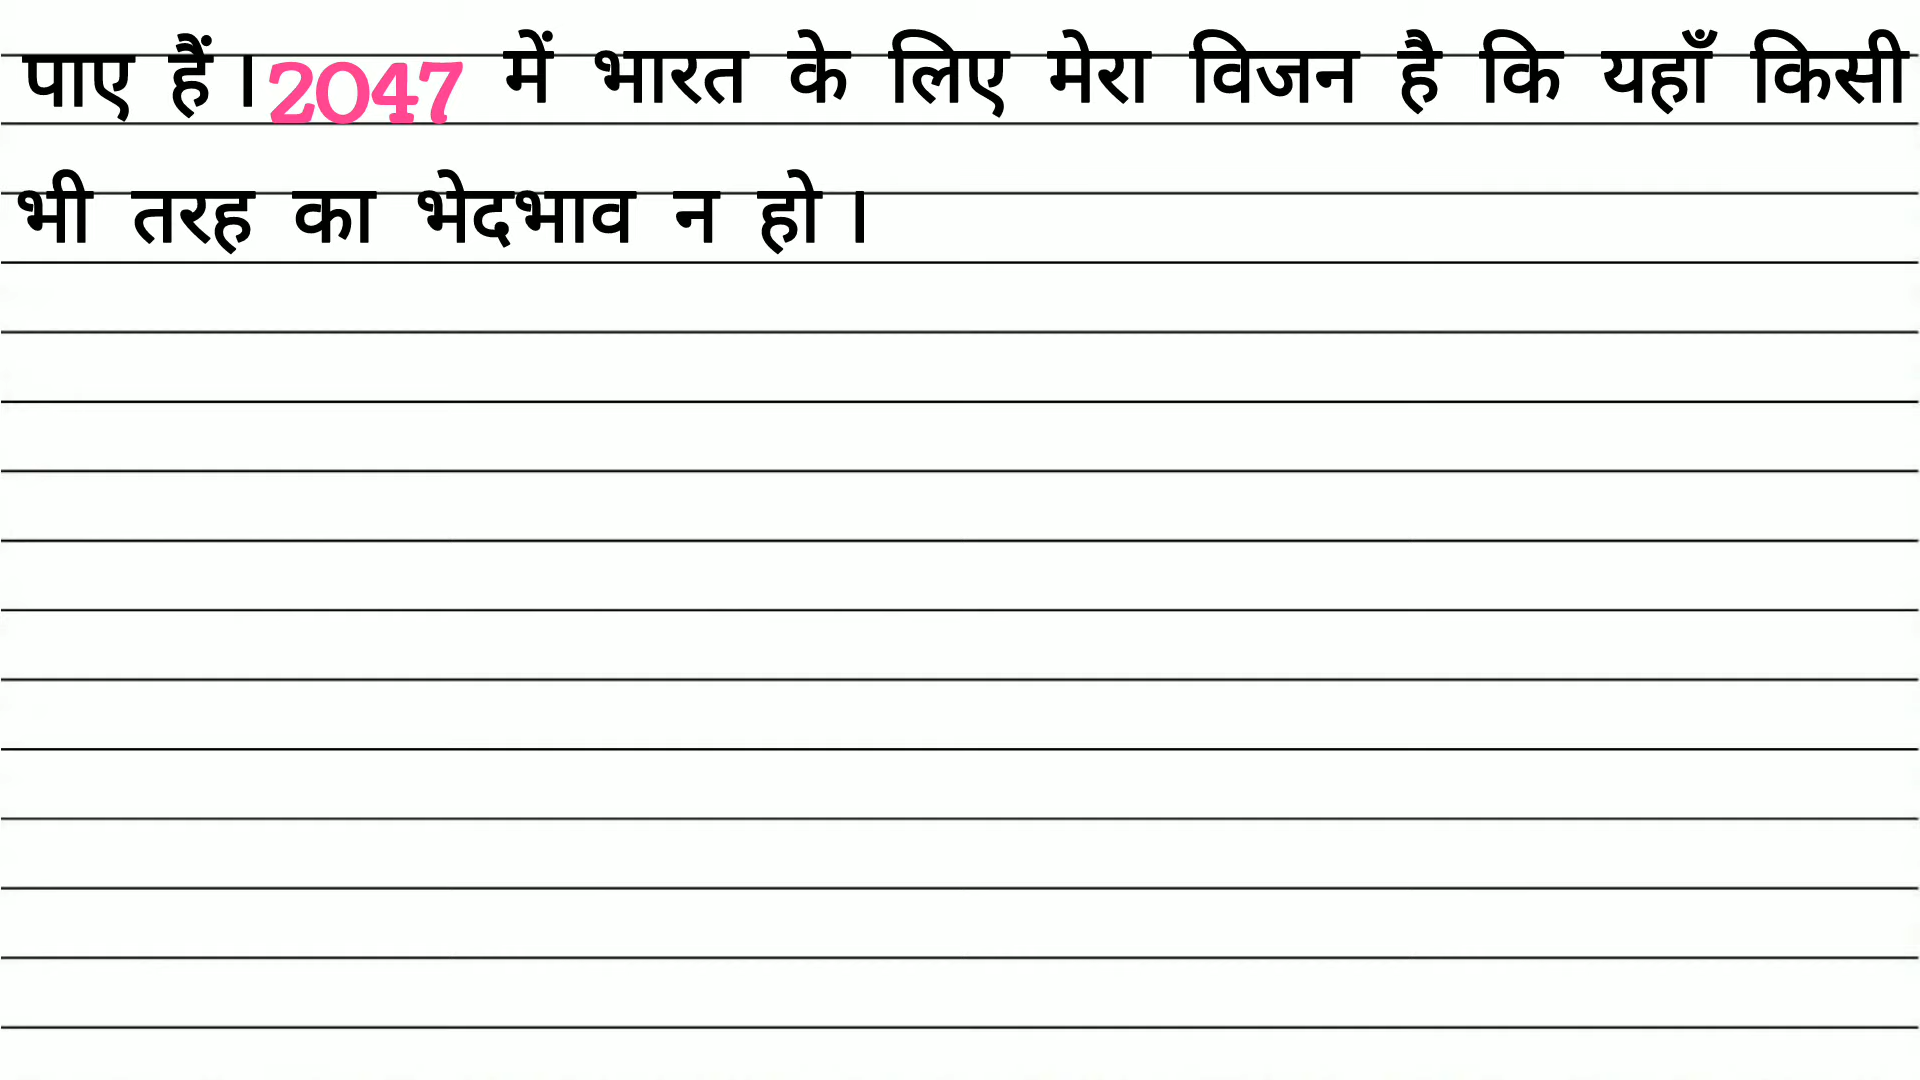 पाए हैं।2047 में भारत के लिए मेरा विजन है कि यहाँ किसी
भी तरह का भेदभाव न हो।